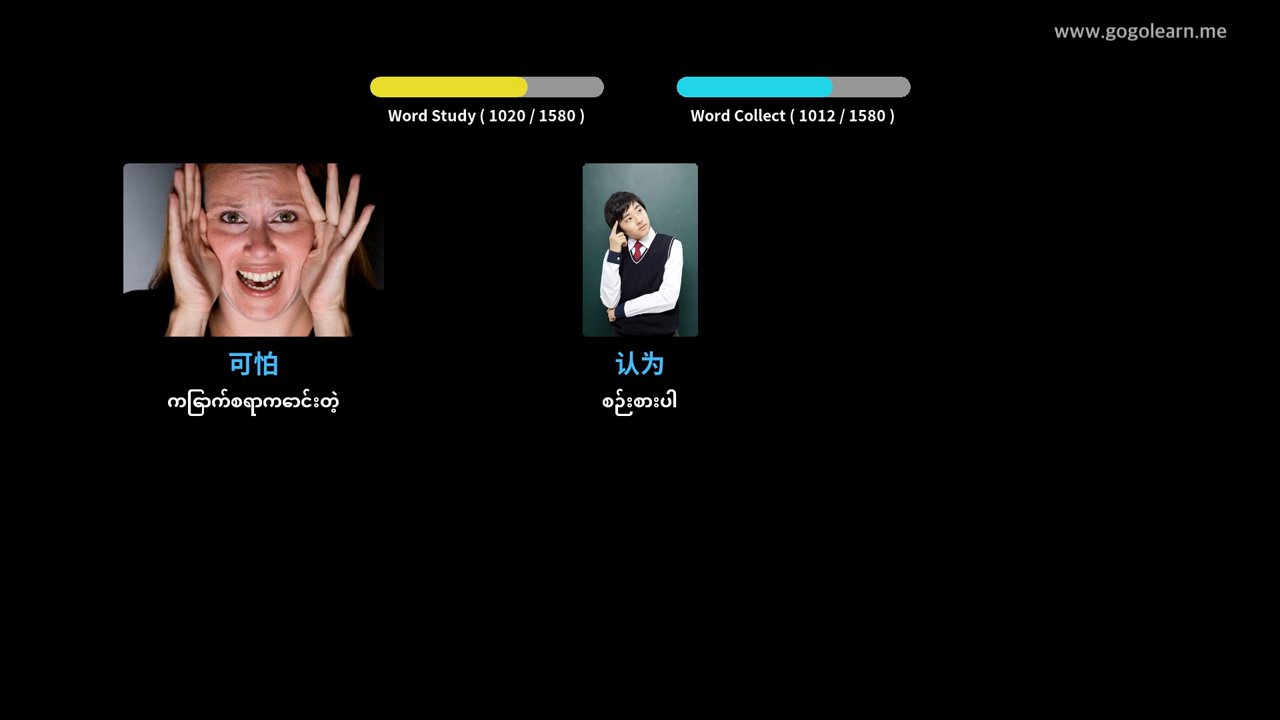 www.gogolearn.me
Word Study ( 1020 / 1580 )
Word Collect ( 1012 / 1580 )
可怕
ကြောက်စရာကောင်းတဲ့
认为
စဉ်းစားပါ